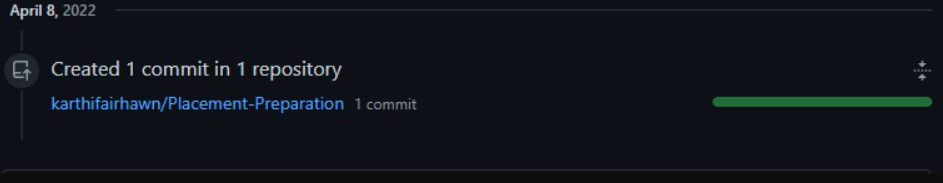 April 8, 2022
Created 1 commit in 1 repository
karthifairhawn/Placement-Preparation 1 commit